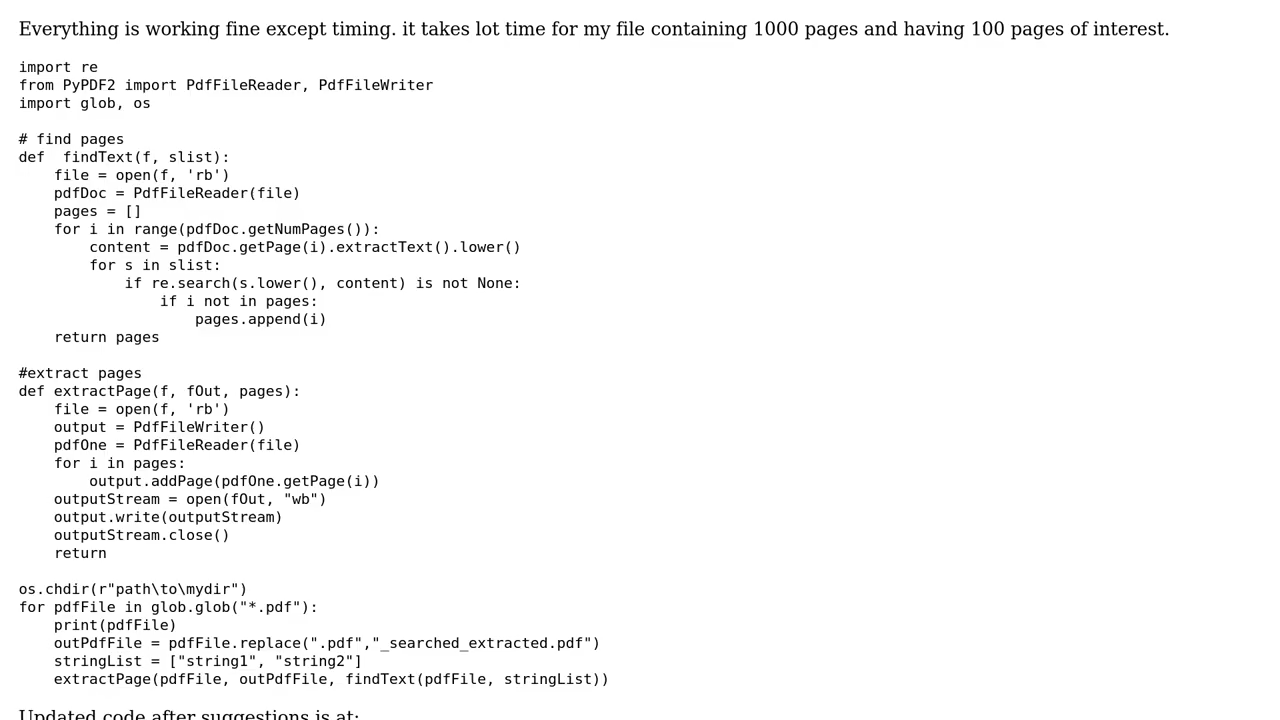 Everything is working fine except timing. it takes lot time for my file containing 1000 pages and having 100 pages of interest.
import re
from PyPDF2 import PdfFileReader, PdfFileWriter
import glob, os
# find pages
def  findText(f, slist):
    file = open(f, 'rb')
    pdfDoc = PdfFileReader(file)
    pages = []
    for i in range(pdfDoc.getNumPages()):
        content = pdfDoc.getPage(i).extractText().lower()
        for s in slist:
            if re.search(s.lower(), content) is not None:
                if i not in pages:
                    pages.append(i)
    return pages
#extract pages
def extractPage(f, fOut, pages):
    file = open(f, 'rb')
    output = PdfFileWriter()
    pdfOne = PdfFileReader(file)
    for i in pages:
        output.addPage(pdfOne.getPage(i))
    outputStream = open(fOut, "wb")
    output.write(outputStream)
    outputStream.close()
    return
os.chdir(r"path\to\mydir")
for pdfFile in glob.glob("*.pdf"):
    print(pdfFile)
    outPdfFile = pdfFile.replace(".pdf","_searched_extracted.pdf")
    stringList = ["string1", "string2"]
    extractPage(pdfFile, outPdfFile, findText(pdfFile, stringList))
Updated code after suggestions is at: